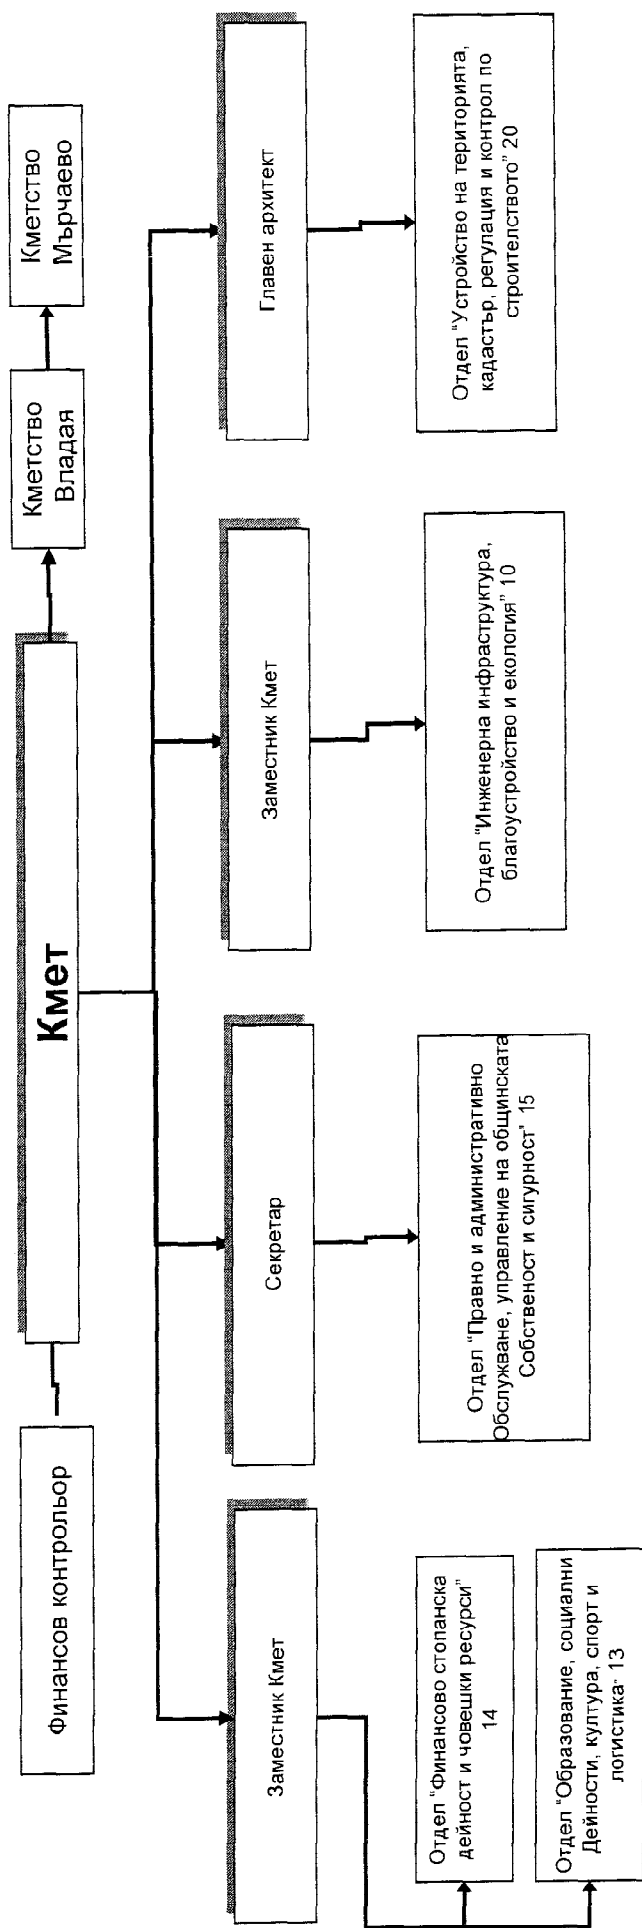 Финансов контрольор
Кмет
Кметство
Владая
Кметство
Мърчаево
Заместник Кмет
Секретар
Заместник Кмет
Главен архитект
Отдел "Финансово стопанска
дейност и човешки ресурси"
14
Отдел "Образование, социални
Дейности, култура, спорт и
логистика" 13
Отдел "Правно и административно
Обслужване, управление на общинската
Собственост и сигурност" 15
Отдел "Инженерна инфраструктура,
благоустройство и екология" 10
Отдел "Устройство на територията,
кадастър, регулация и контрол по
строителството" 20